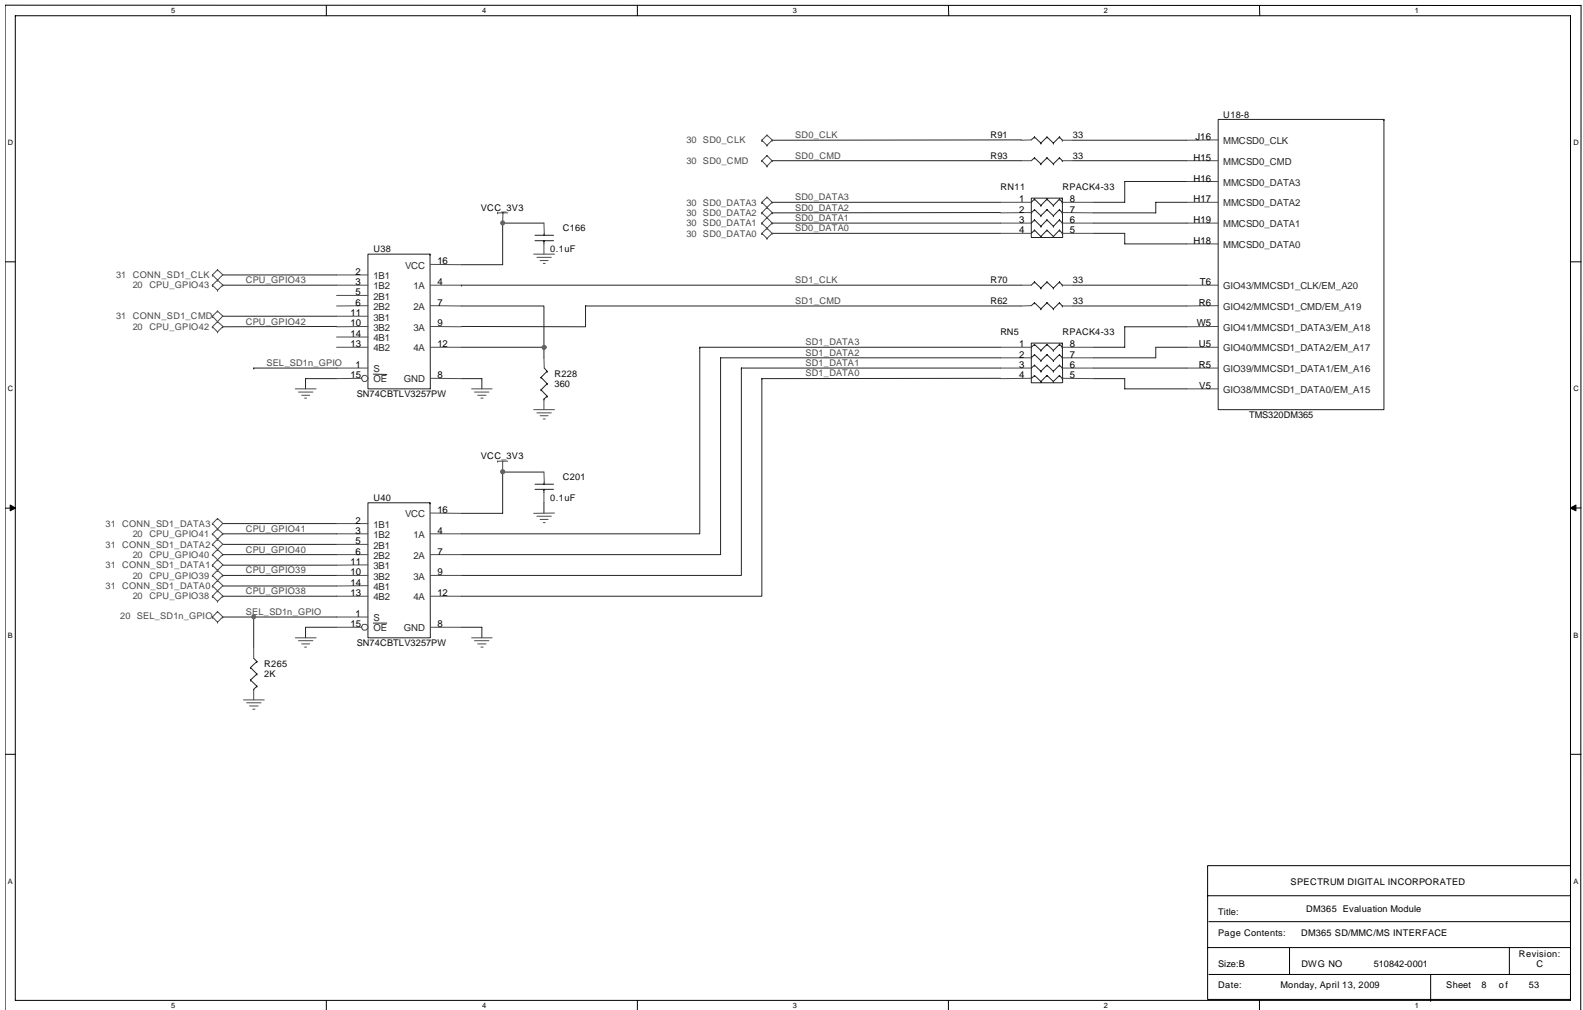 5 4 3 2 1
D D
C C
B B
A A
U18-8
30 SD0_CLK SD0_CLK R91 33 J16 MMCSD0_CLK
30 SD0_CMD SD0_CMD R93 33 H15 MMCSD0_CMD
H16 MMCSD0_DATA3
RN11 RPACK4-33
30 SD0_DATA3 SD0_DATA3 1 8 H17 MMCSD0_DATA2
30 SD0_DATA2 SD0_DATA2 2 7
30 SD0_DATA1 SD0_DATA1 3 6 H19 MMCSD0_DATA1
30 SD0_DATA0 SD0_DATA0 4 5
H18 MMCSD0_DATA0
SD1_CLK R70 33 T6 GIO43/MMCSD1_CLK/EM_A20
SD1_CMD R62 33 R6 GIO42/MMCSD1_CMD/EM_A19
W5 GIO41/MMCSD1_DATA3/EM_A18
RN5 RPACK4-33
SD1_DATA3 1 8 U5 GIO40/MMCSD1_DATA2/EM_A17
SD1_DATA2 2 7
SD1_DATA1 3 6 R5 GIO39/MMCSD1_DATA1/EM_A16
SD1_DATA0 4 5
V5 GIO38/MMCSD1_DATA0/EM_A15
TMS320DM365
VCC_3V3
C166
0.1uF
U38
VCC 16
31 CONN_SD1_CLK 2 1B1
20 CPU_GPIO43 CPU_GPIO43 3 1B2 1A 4
5 2B1
6 2B2 2A 7
31 CONN_SD1_CMD 11 3B1
20 CPU_GPIO42 CPU_GPIO42 10 3B2 3A 9
14 4B1
13 4B2 4A 12
SEL_SD1n_GPIO 1 S
15 OE GND 8
SN74CBTLV3257PW
R228
360
VCC_3V3
C201
0.1uF
U40
VCC 16
31 CONN_SD1_DATA3 2 1B1
20 CPU_GPIO41 CPU_GPIO41 3 1B2 1A 4
31 CONN_SD1_DATA2 5 2B1
20 CPU_GPIO40 CPU_GPIO40 6 2B2 2A 7
31 CONN_SD1_DATA1 11 3B1
20 CPU_GPIO39 CPU_GPIO39 10 3B2 3A 9
31 CONN_SD1_DATA0 14 4B1
20 CPU_GPIO38 CPU_GPIO38 13 4B2 4A 12
20 SEL_SD1n_GPIO SEL_SD1n_GPIO 1 S
15 OE GND 8
SN74CBTLV3257PW
R265
2K
SPECTRUM DIGITAL INCORPORATED
Title: DM365 Evaluation Module
Page Contents: DM365 SD/MMC/MS INTERFACE
Size:B DWG NO 510842-0001 Revision: C
Date: Monday, April 13, 2009 Sheet 8 of 53
5 4 3 2 1